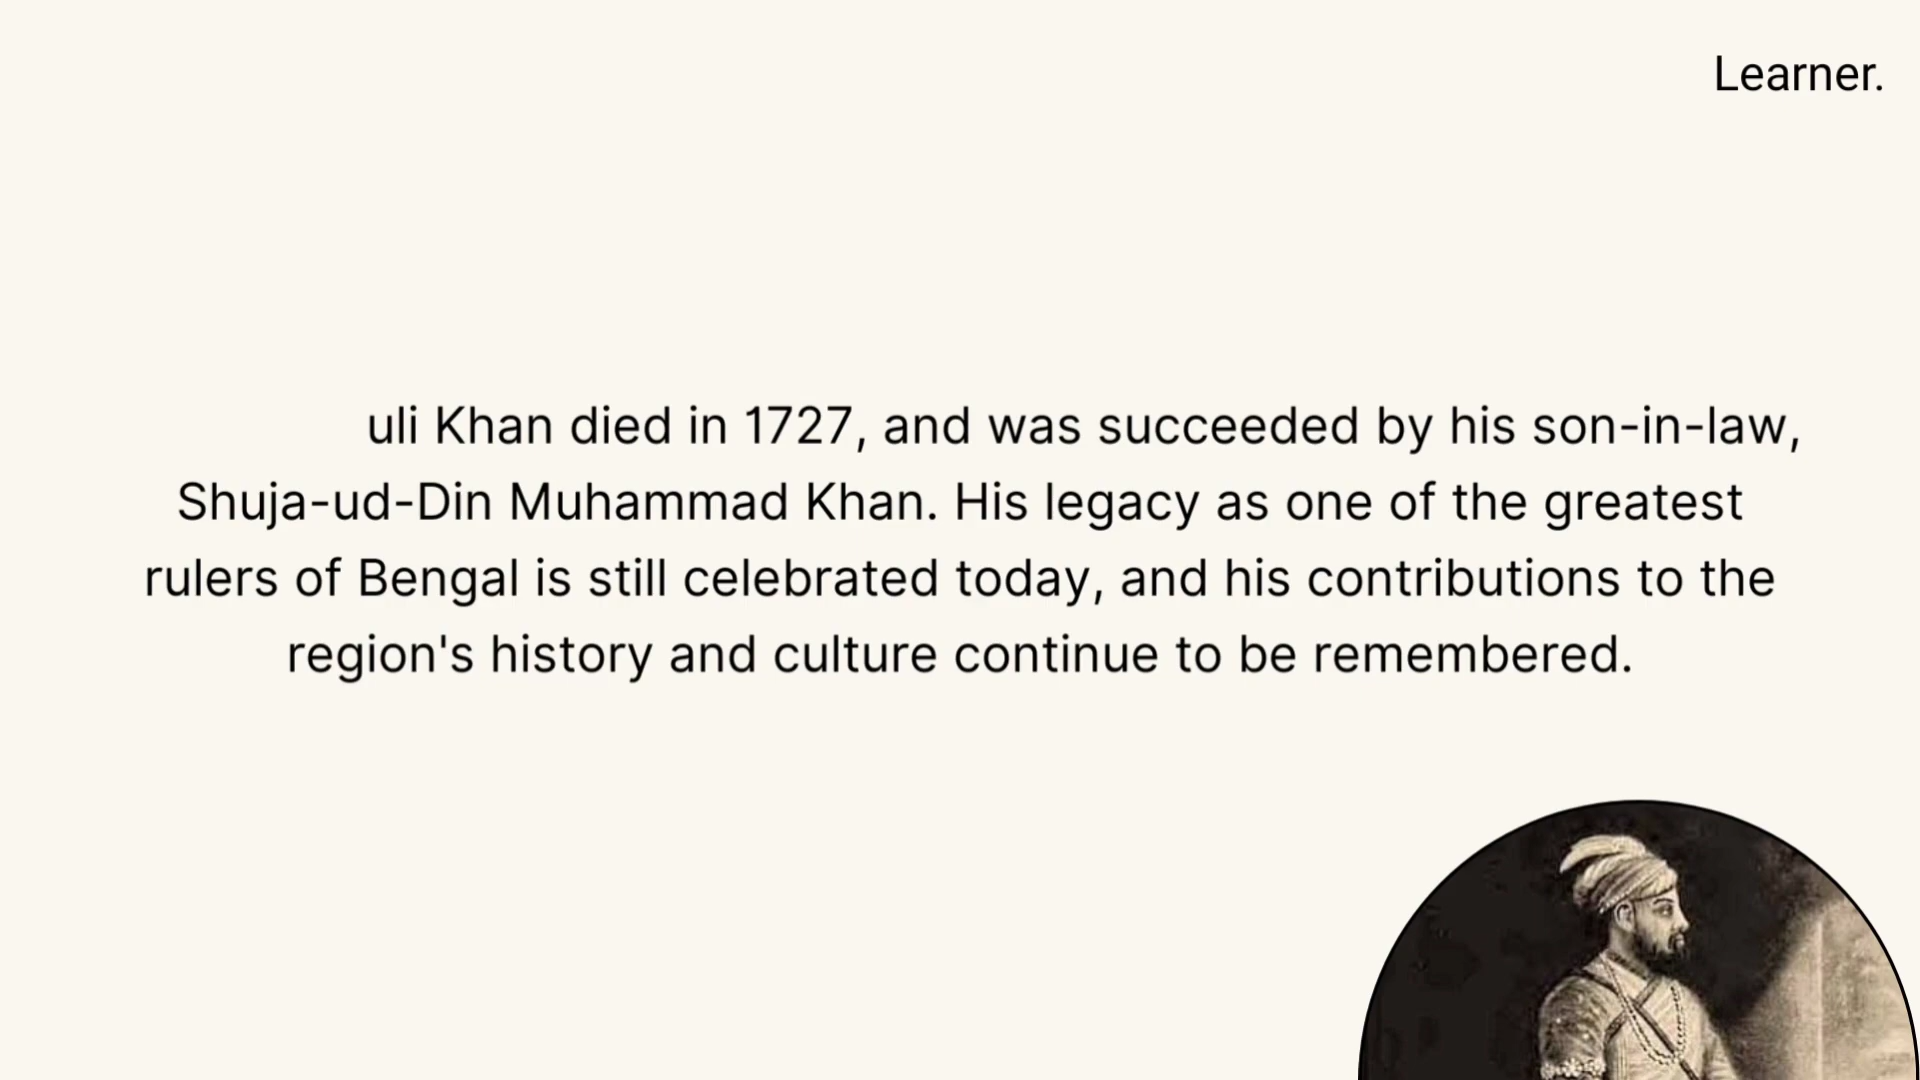 Learner.
uli Khan died in 1727, and was succeeded by his son-in-law,
Shuja-ud-Din Muhammad Khan. His legacy as one of the greatest
rulers of Bengal is still celebrated today, and his contributions to the
region's history and culture continue to be remembered.